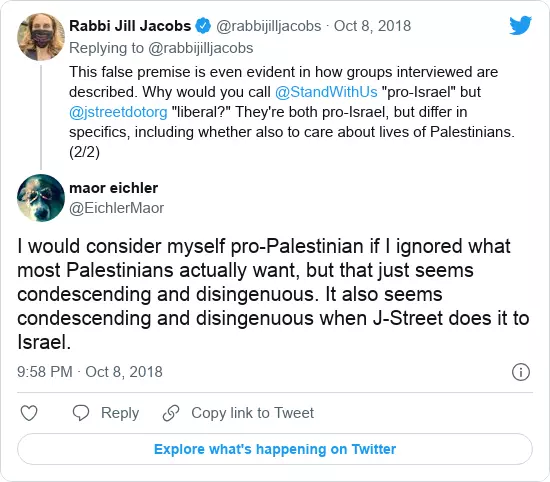 Rabbi Jill Jacobs @rabbijilljacobs · Oct 8, 2018
Replying to @rabbijilljacobs
This false premise is even evident in how groups interviewed are
described. Why would you call @StandWithUs "pro-Israel" but
@jstreetdotorg "liberal?" They're both pro-Israel, but differ in
specifics, including whether also to care about lives of Palestinians.
(2/2)
maor eichler
@EichlerMaor
I would consider myself pro-Palestinian if I ignored what
most Palestinians actually want, but that just seems
condescending and disingenuous. It also seems
condescending and disingenuous when J-Street does it to
Israel.
9:58 PM · Oct 8, 2018
Reply
Copy link to Tweet
Explore what's happening on Twitter